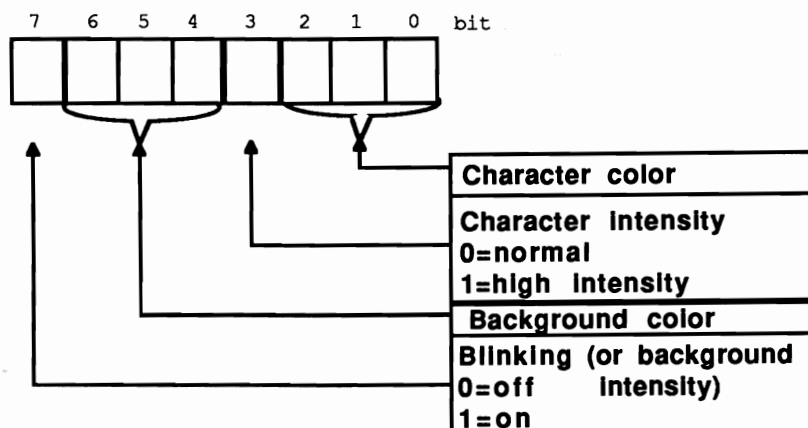 7 6 5 4 3 2 1 0 bit
Character color
Character intensity
0=normal
1=high intensity
Background color
Blinking (or background
0=off intensity)
1=on